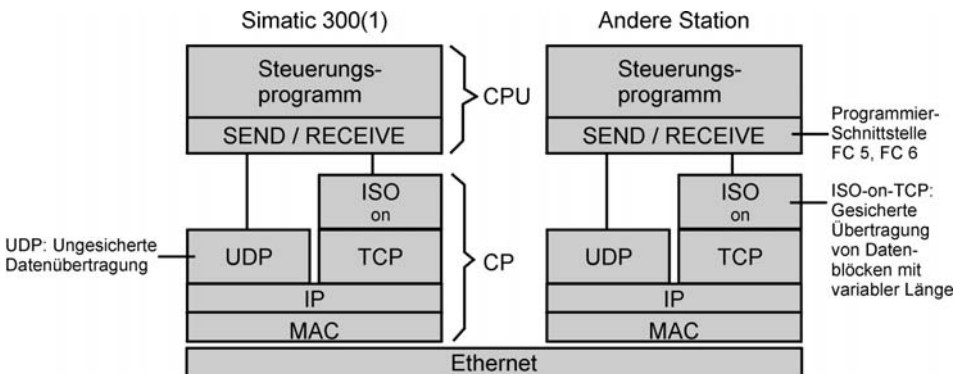 Simatic 300(1)
Steuerungs-
programm
SEND / RECEIVE
CPU
ISO
on
UDP
TCP
IP
MAC
CP
UDP: Ungesicherte
Datenübertragung
Andere Station
Steuerungs-
programm
SEND / RECEIVE
Programmier-
Schnittstelle
FC 5, FC 6
ISO
on
UDP
TCP
IP
MAC
ISO-on-TCP:
Gesicherte
Übertragung
von Daten-
blöcken mit
variabler Länge
Ethernet